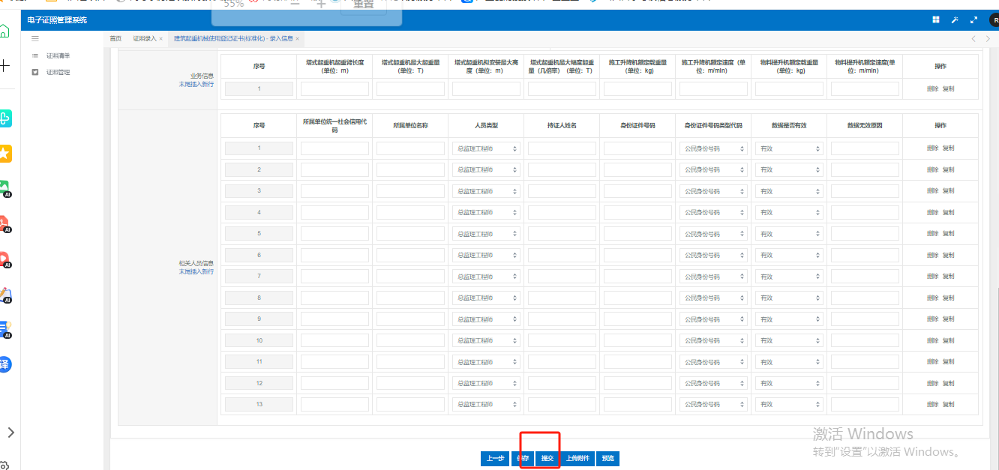 55%
重置
电子证照管理系统
R
首页 证照录入 × 建筑起重机械使用登记证书(标准化) - 录入信息 ×
证照清单
证照管理
业务信息
末尾插入新行
序号 塔式起重机起重臂长度（单位：m） 塔式起重机最大起重量（单位：T） 塔式起重机拟安装最大高度（单位：m） 塔式起重机最大幅度起重量（几倍率）（单位：T） 施工升降机额定载重量（单位：kg） 施工升降机额定速度（单位：m/min） 物料提升机额定载重量（单位：kg） 物料提升机额定速度(单位：m/min) 操作
1 删除 复制
相关人员信息
末尾插入新行
序号 所属单位统一社会信用代码 所属单位名称 人员类型 持证人姓名 身份证件号码 身份证件号码类型代码 数据是否有效 数据无效原因 操作
1 总监理工程师 公民身份号码 有效 删除 复制
2 总监理工程师 公民身份号码 有效 删除 复制
3 总监理工程师 公民身份号码 有效 删除 复制
4 总监理工程师 公民身份号码 有效 删除 复制
5 总监理工程师 公民身份号码 有效 删除 复制
6 总监理工程师 公民身份号码 有效 删除 复制
7 总监理工程师 公民身份号码 有效 删除 复制
8 总监理工程师 公民身份号码 有效 删除 复制
9 总监理工程师 公民身份号码 有效 删除 复制
10 总监理工程师 公民身份号码 有效 删除 复制
11 总监理工程师 公民身份号码 有效 删除 复制
12 总监理工程师 公民身份号码 有效 删除 复制
13 总监理工程师 公民身份号码 有效 删除 复制
上一步 保存 提交 上传附件 预览
激活 Windows
转到"设置"以激活 Windows。
AI
AI
AI
AI
AI
译